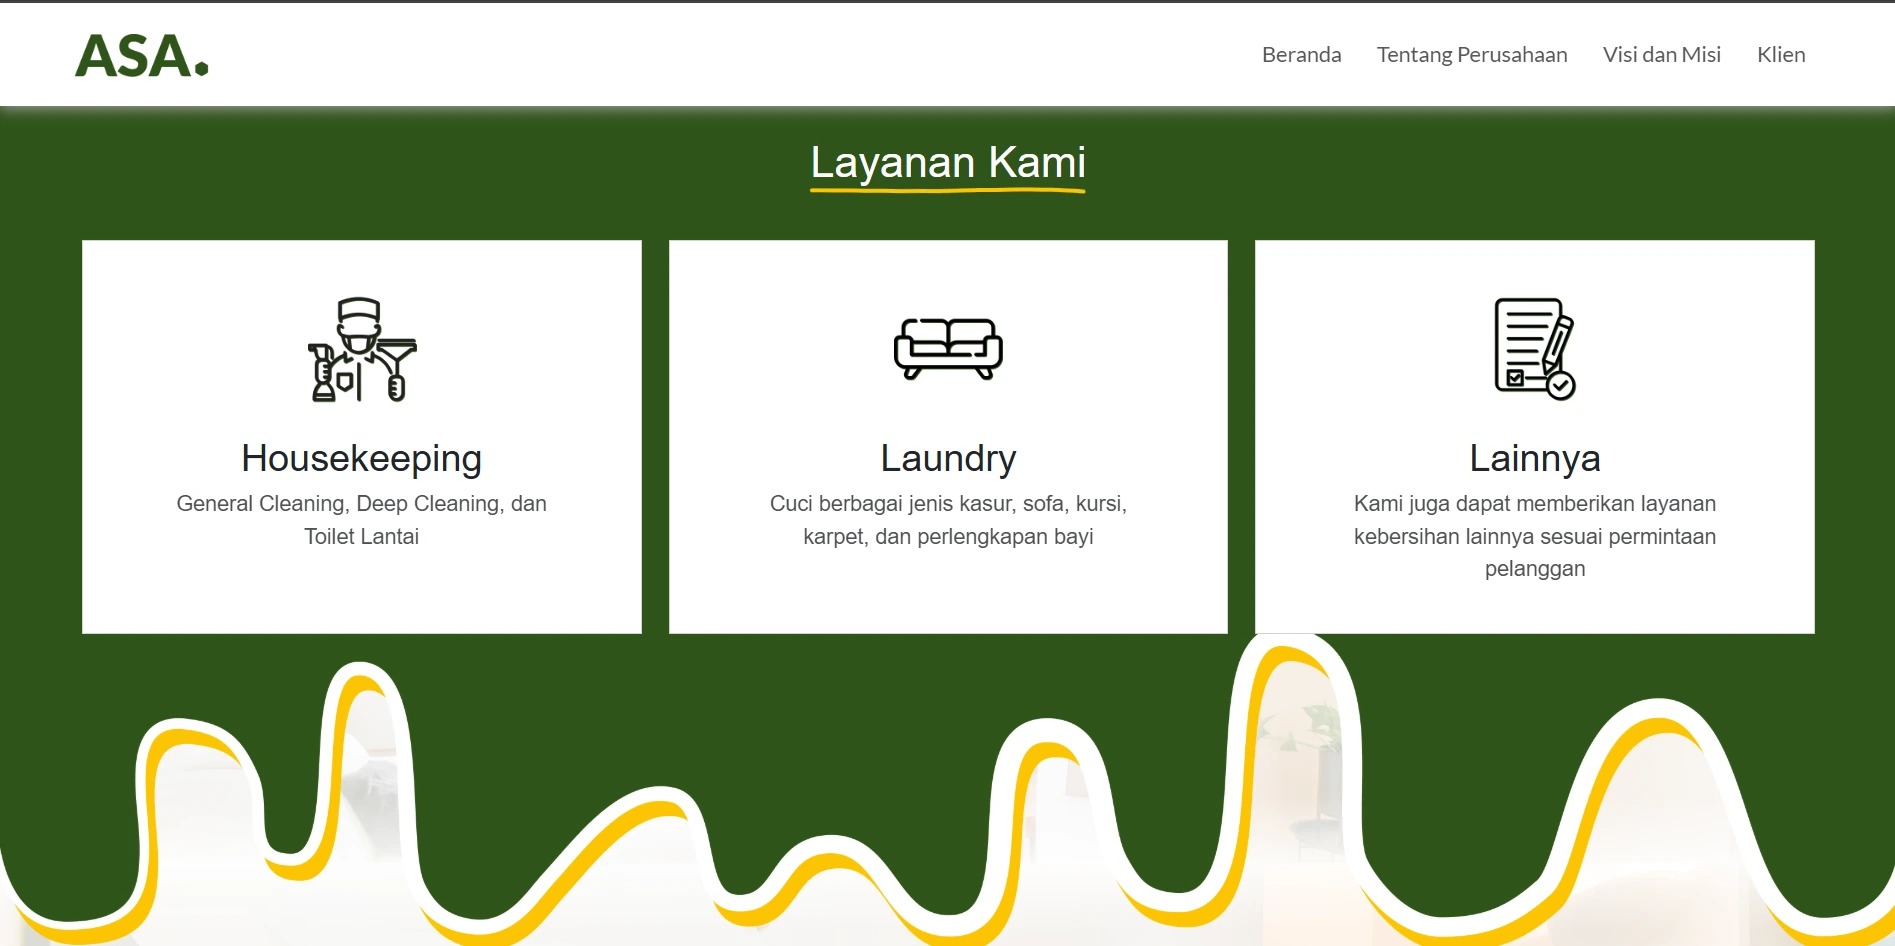 ASA.
Beranda Tentang Perusahaan Visi dan Misi Klien
Layanan Kami
Housekeeping
General Cleaning, Deep Cleaning, dan
Toilet Lantai
Laundry
Cuci berbagai jenis kasur, sofa, kursi,
karpet, dan perlengkapan bayi
Lainnya
Kami juga dapat memberikan layanan
kebersihan lainnya sesuai permintaan
pelanggan